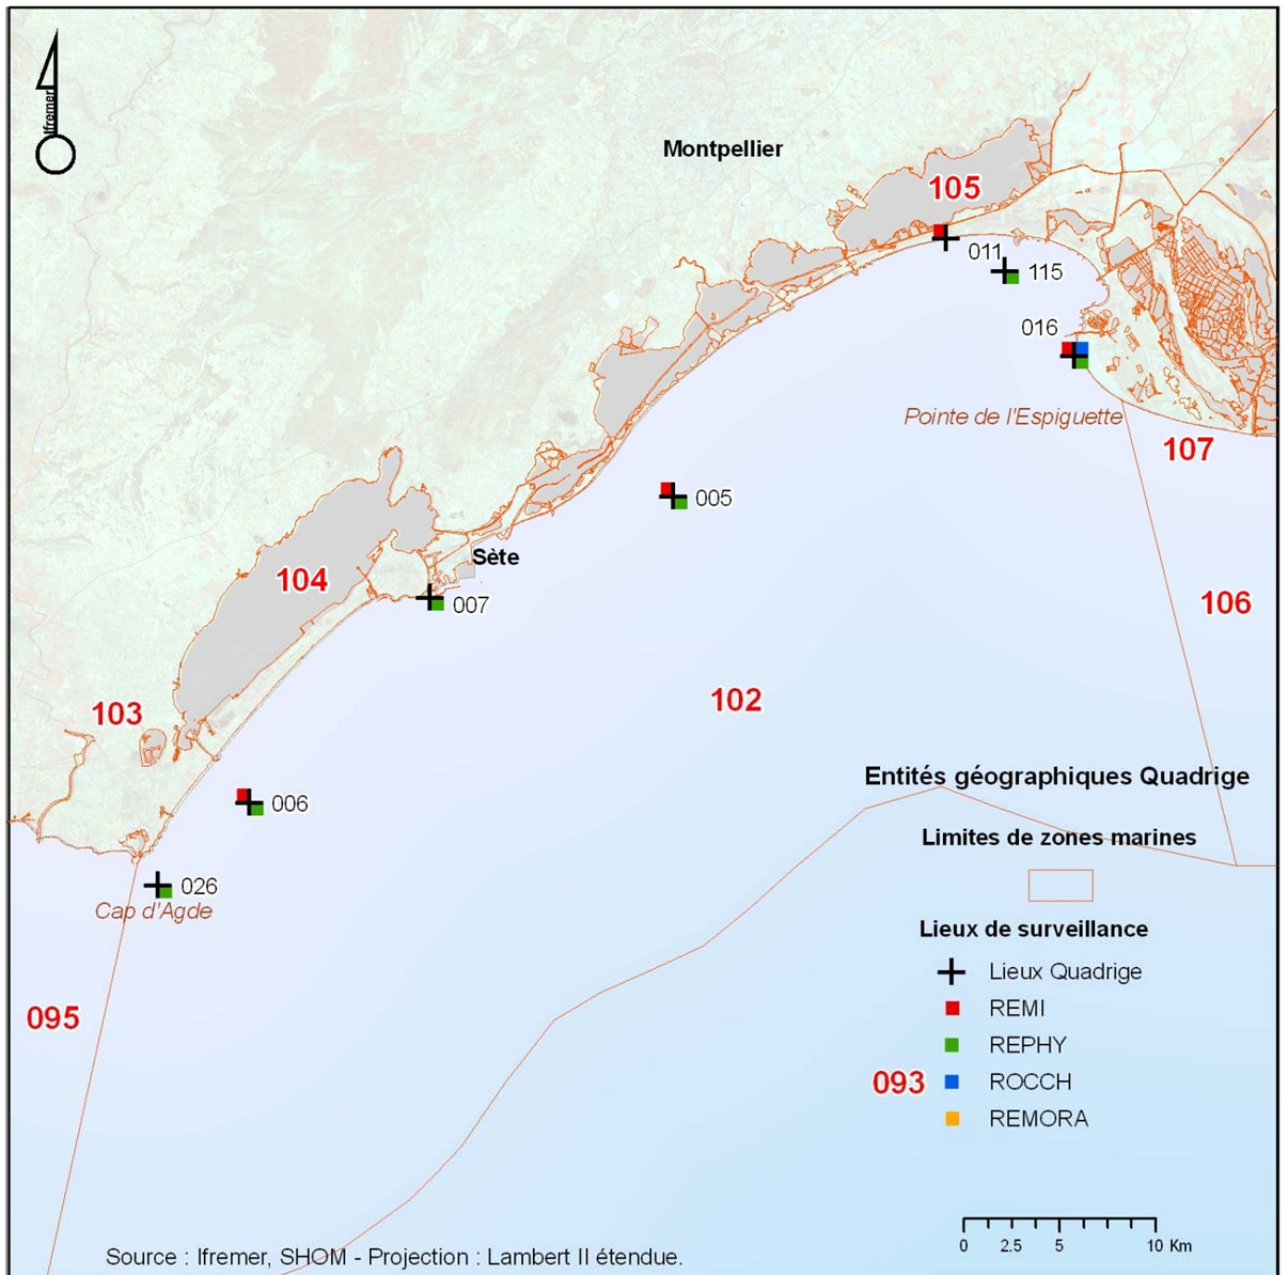 Ifremer
Montpellier
105
011
115
016
Pointe de l'Espiguette
107
005
Sète
104
007
106
102
103
Entités géographiques Quadrige
006
Limites de zones marines
026
Cap d'Agde
Lieux de surveillance
Lieux Quadrige
095
REMI
REPHY
093
ROCCH
REMORA
0 2.5 5 10 Km
Source : Ifremer, SHOM - Projection : Lambert II étendue.